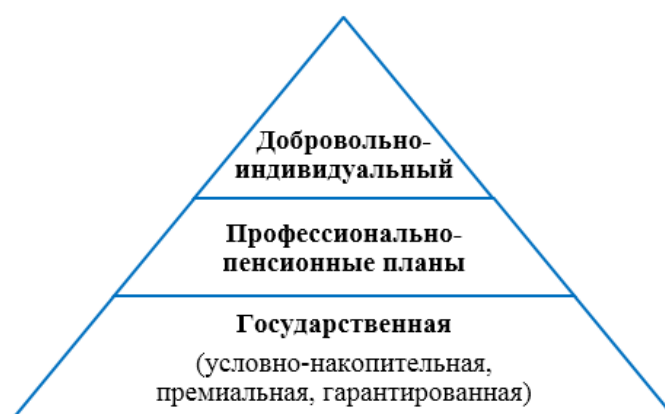 Добровольно-
индивидуальный
Профессионально-
пенсионные планы
Государственная
(условно-накопительная,
премиальная, гарантированная)